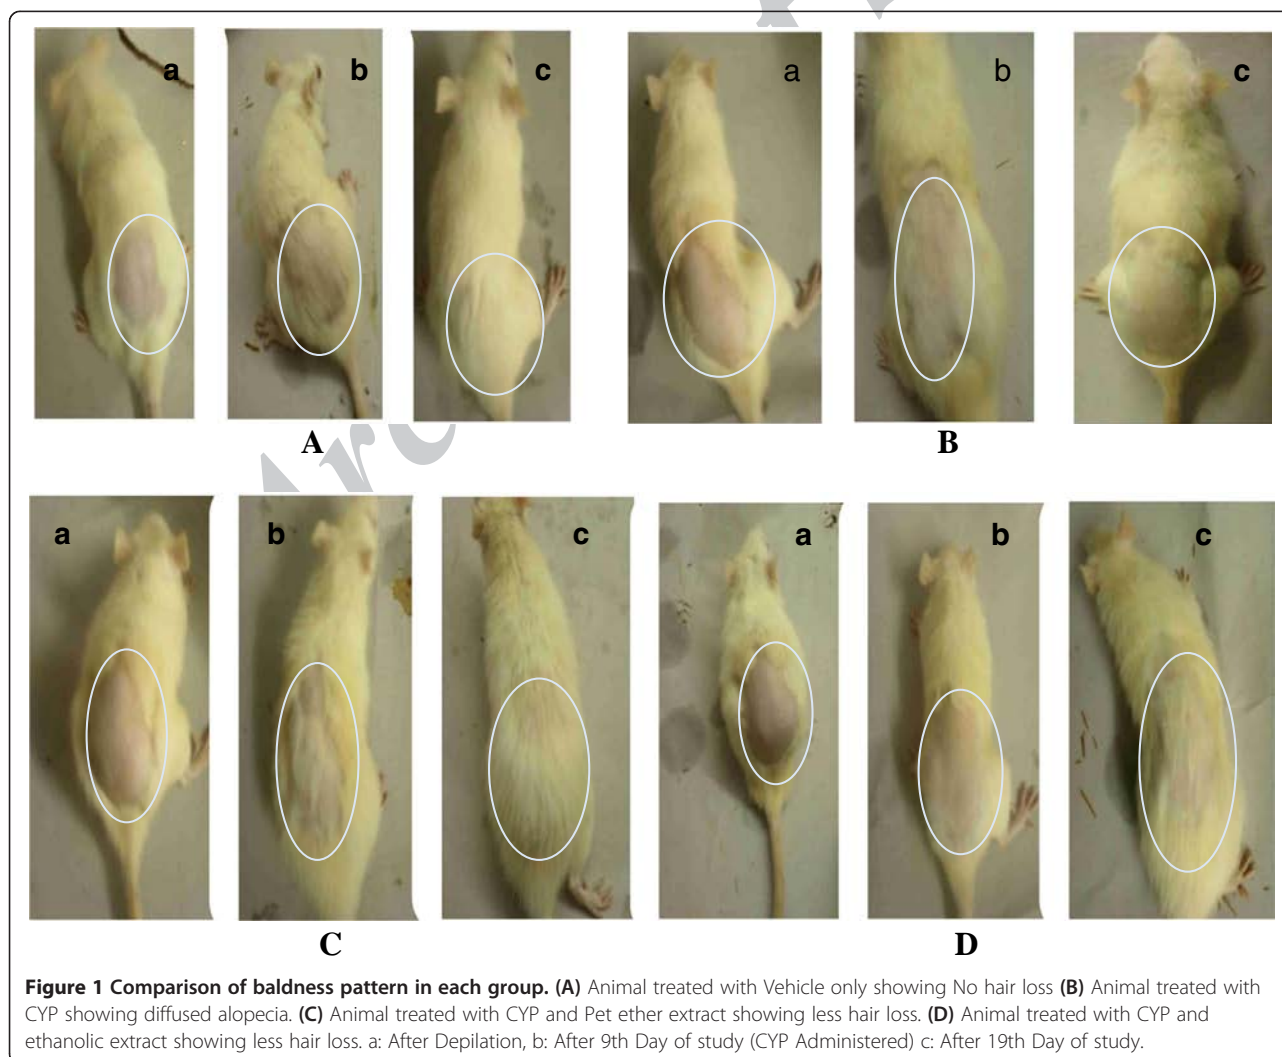 a b c a b c
A B
a b c a b c
C D
Figure 1 Comparison of baldness pattern in each group. (A) Animal treated with Vehicle only showing No hair loss (B) Animal treated with
CYP showing diffused alopecia. (C) Animal treated with CYP and Pet ether extract showing less hair loss. (D) Animal treated with CYP and
ethanolic extract showing less hair loss. a: After Depilation, b: After 9th Day of study (CYP Administered) c: After 19th Day of study.